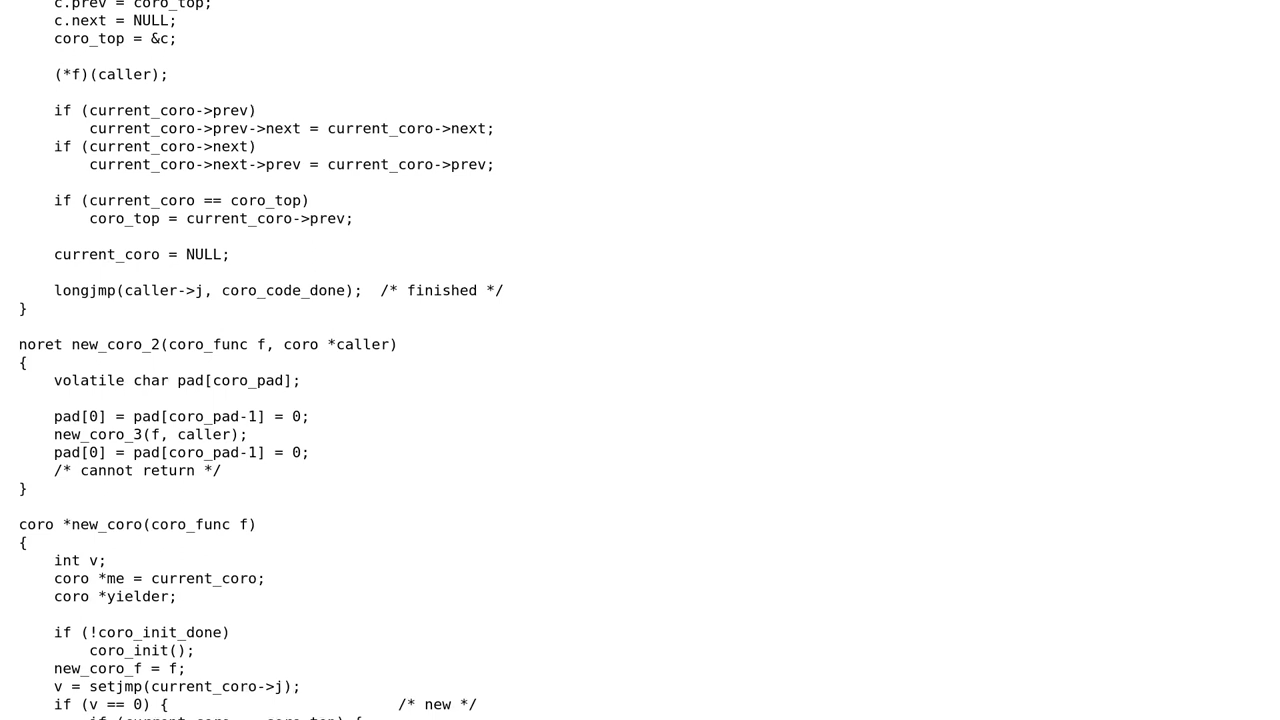 c.prev = coro_top;
    c.next = NULL;
    coro_top = &c;

    (*f)(caller);

    if (current_coro->prev)
        current_coro->prev->next = current_coro->next;
    if (current_coro->next)
        current_coro->next->prev = current_coro->prev;

    if (current_coro == coro_top)
        coro_top = current_coro->prev;

    current_coro = NULL;

    longjmp(caller->j, coro_code_done);  /* finished */
}

noret new_coro_2(coro_func f, coro *caller)
{
    volatile char pad[coro_pad];

    pad[0] = pad[coro_pad-1] = 0;
    new_coro_3(f, caller);
    pad[0] = pad[coro_pad-1] = 0;
    /* cannot return */
}

coro *new_coro(coro_func f)
{
    int v;
    coro *me = current_coro;
    coro *yielder;

    if (!coro_init_done)
        coro_init();
    new_coro_f = f;
    v = setjmp(current_coro->j);
    if (v == 0) {                          /* new */
        if (current_coro == coro_top) {